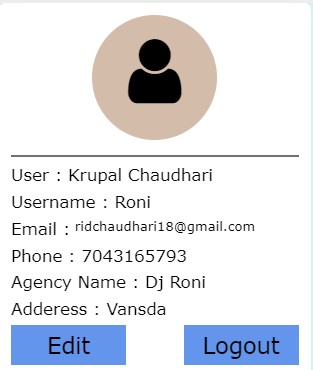 User : Krupal Chaudhari
Username : Roni
Email : ridchaudhari18@gmail.com
Phone : 7043165793
Agency Name : Dj Roni
Adderess : Vansda
Edit Logout